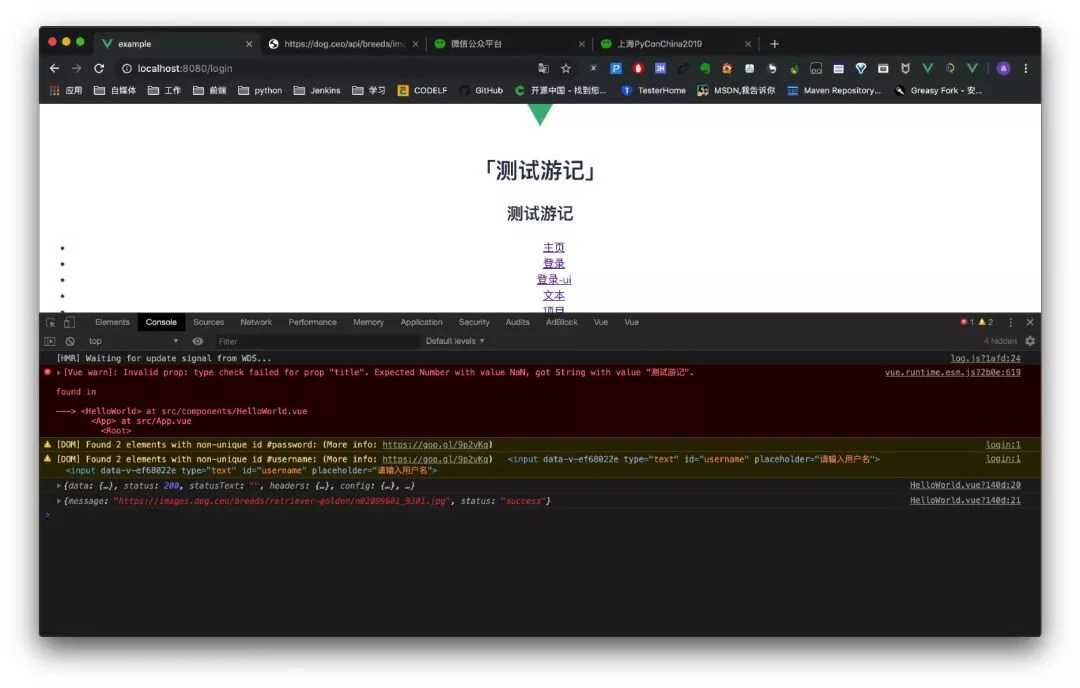 example
https://dog.ceo/api/breeds/im
微信公众平台
上海PyConChina2019
localhost:8080/login
应用 自媒体 工作 前端 python Jenkins 学习 CODELF GitHub 开源中国 - 找到您... TesterHome MSDN,我告诉你 Maven Repository... Greasy Fork - 安...
「测试游记」
测试游记
主页
登录
登录-ui
文本
项目
Elements Console Sources Network Performance Memory Application Security Audits AdBlock Vue Vue 1 2
top Filter Default levels 4 hidden
[HMR] Waiting for update signal from WDS... log.js?1afd:24
[Vue warn]: Invalid prop: type check failed for prop "title". Expected Number with value NaN, got String with value "测试游记". vue.runtime.esm.js?2b0e:619
found in
---> <HelloWorld> at src/components/HelloWorld.vue
<App> at src/App.vue
<Root>
[DOM] Found 2 elements with non-unique id #password: (More info: https://goo.gl/9p2vKq) login:1
[DOM] Found 2 elements with non-unique id #username: (More info: https://goo.gl/9p2vKq) <input data-v-ef68022e type="text" id="username" placeholder="请输入用户名"> login:1
<input data-v-ef68022e type="text" id="username" placeholder="请输入用户名">
{data: {…}, status: 200, statusText: "", headers: {…}, config: {…}, …} HelloWorld.vue?140d:20
{message: "https://images.dog.ceo/breeds/retriever-golden/n02099601_9301.jpg", status: "success"} HelloWorld.vue?140d:21